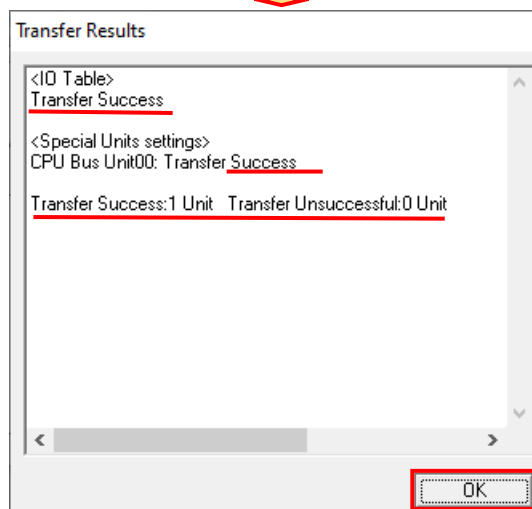 Transfer Results
<IO Table>
Transfer Success
<Special Units settings>
CPU Bus Unit00: Transfer Success
Transfer Success:1 Unit   Transfer Unsuccessful:0 Unit
OK